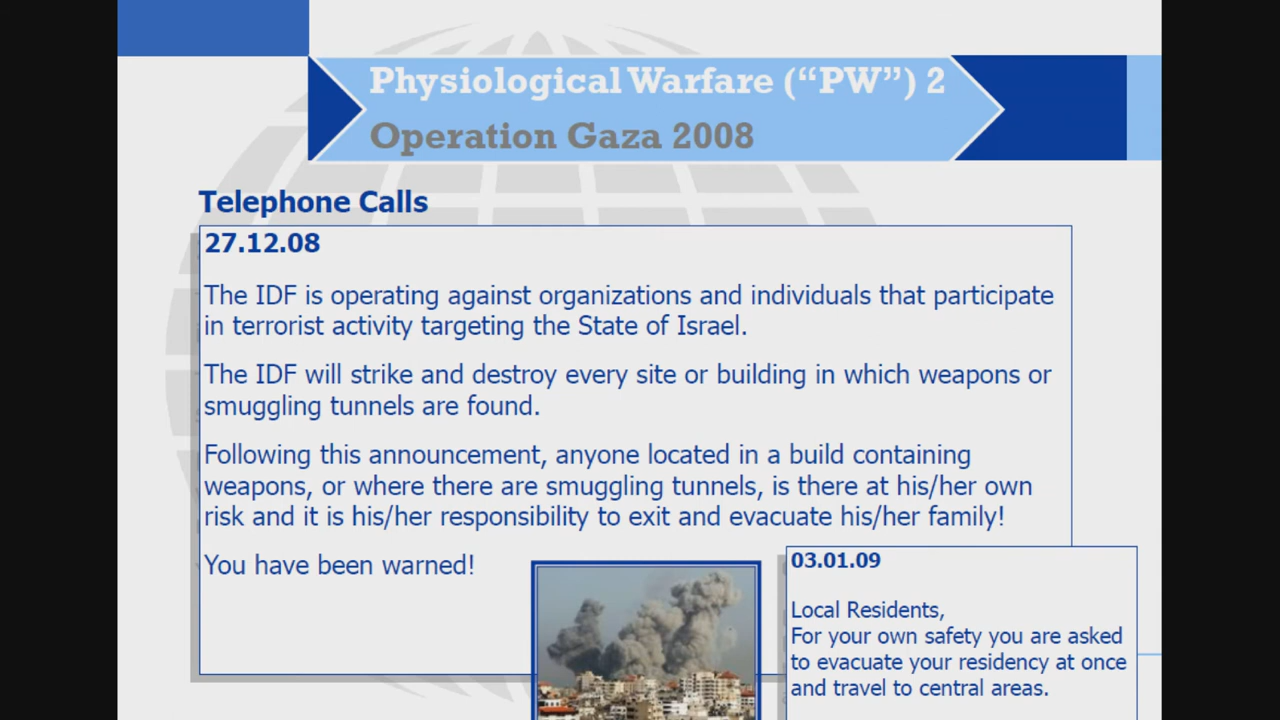 Physiological Warfare (“PW”) 2
Operation Gaza 2008
Telephone Calls
27.12.08
The IDF is operating against organizations and individuals that participate
in terrorist activity targeting the State of Israel.
The IDF will strike and destroy every site or building in which weapons or
smuggling tunnels are found.
Following this announcement, anyone located in a build containing
weapons, or where there are smuggling tunnels, is there at his/her own
risk and it is his/her responsibility to exit and evacuate his/her family!
You have been warned!
03.01.09
Local Residents,
For your own safety you are asked
to evacuate your residency at once
and travel to central areas.